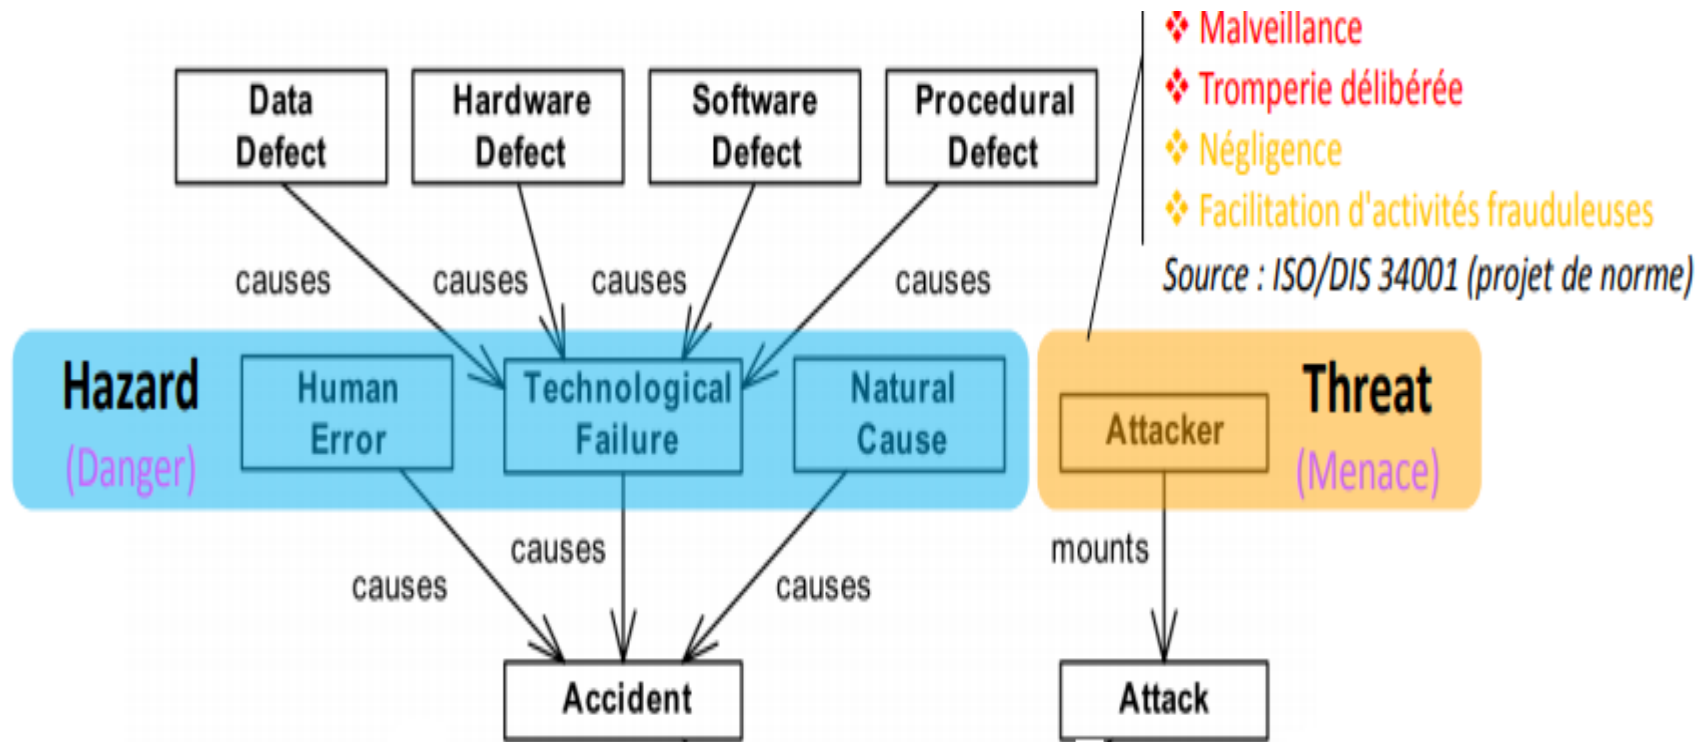 ❖ Malveillance
❖ Tromperie délibérée
❖ Négligence
❖ Facilitation d'activités frauduleuses
Source : ISO/DIS 34001 (projet de norme)
Data
Defect
Hardware
Defect
Software
Defect
Procedural
Defect
causes
causes
causes
causes
Hazard
(Danger)
Human
Error
Technological
Failure
Natural
Cause
Attacker
Threat
(Menace)
causes
causes
causes
mounts
Accident
Attack